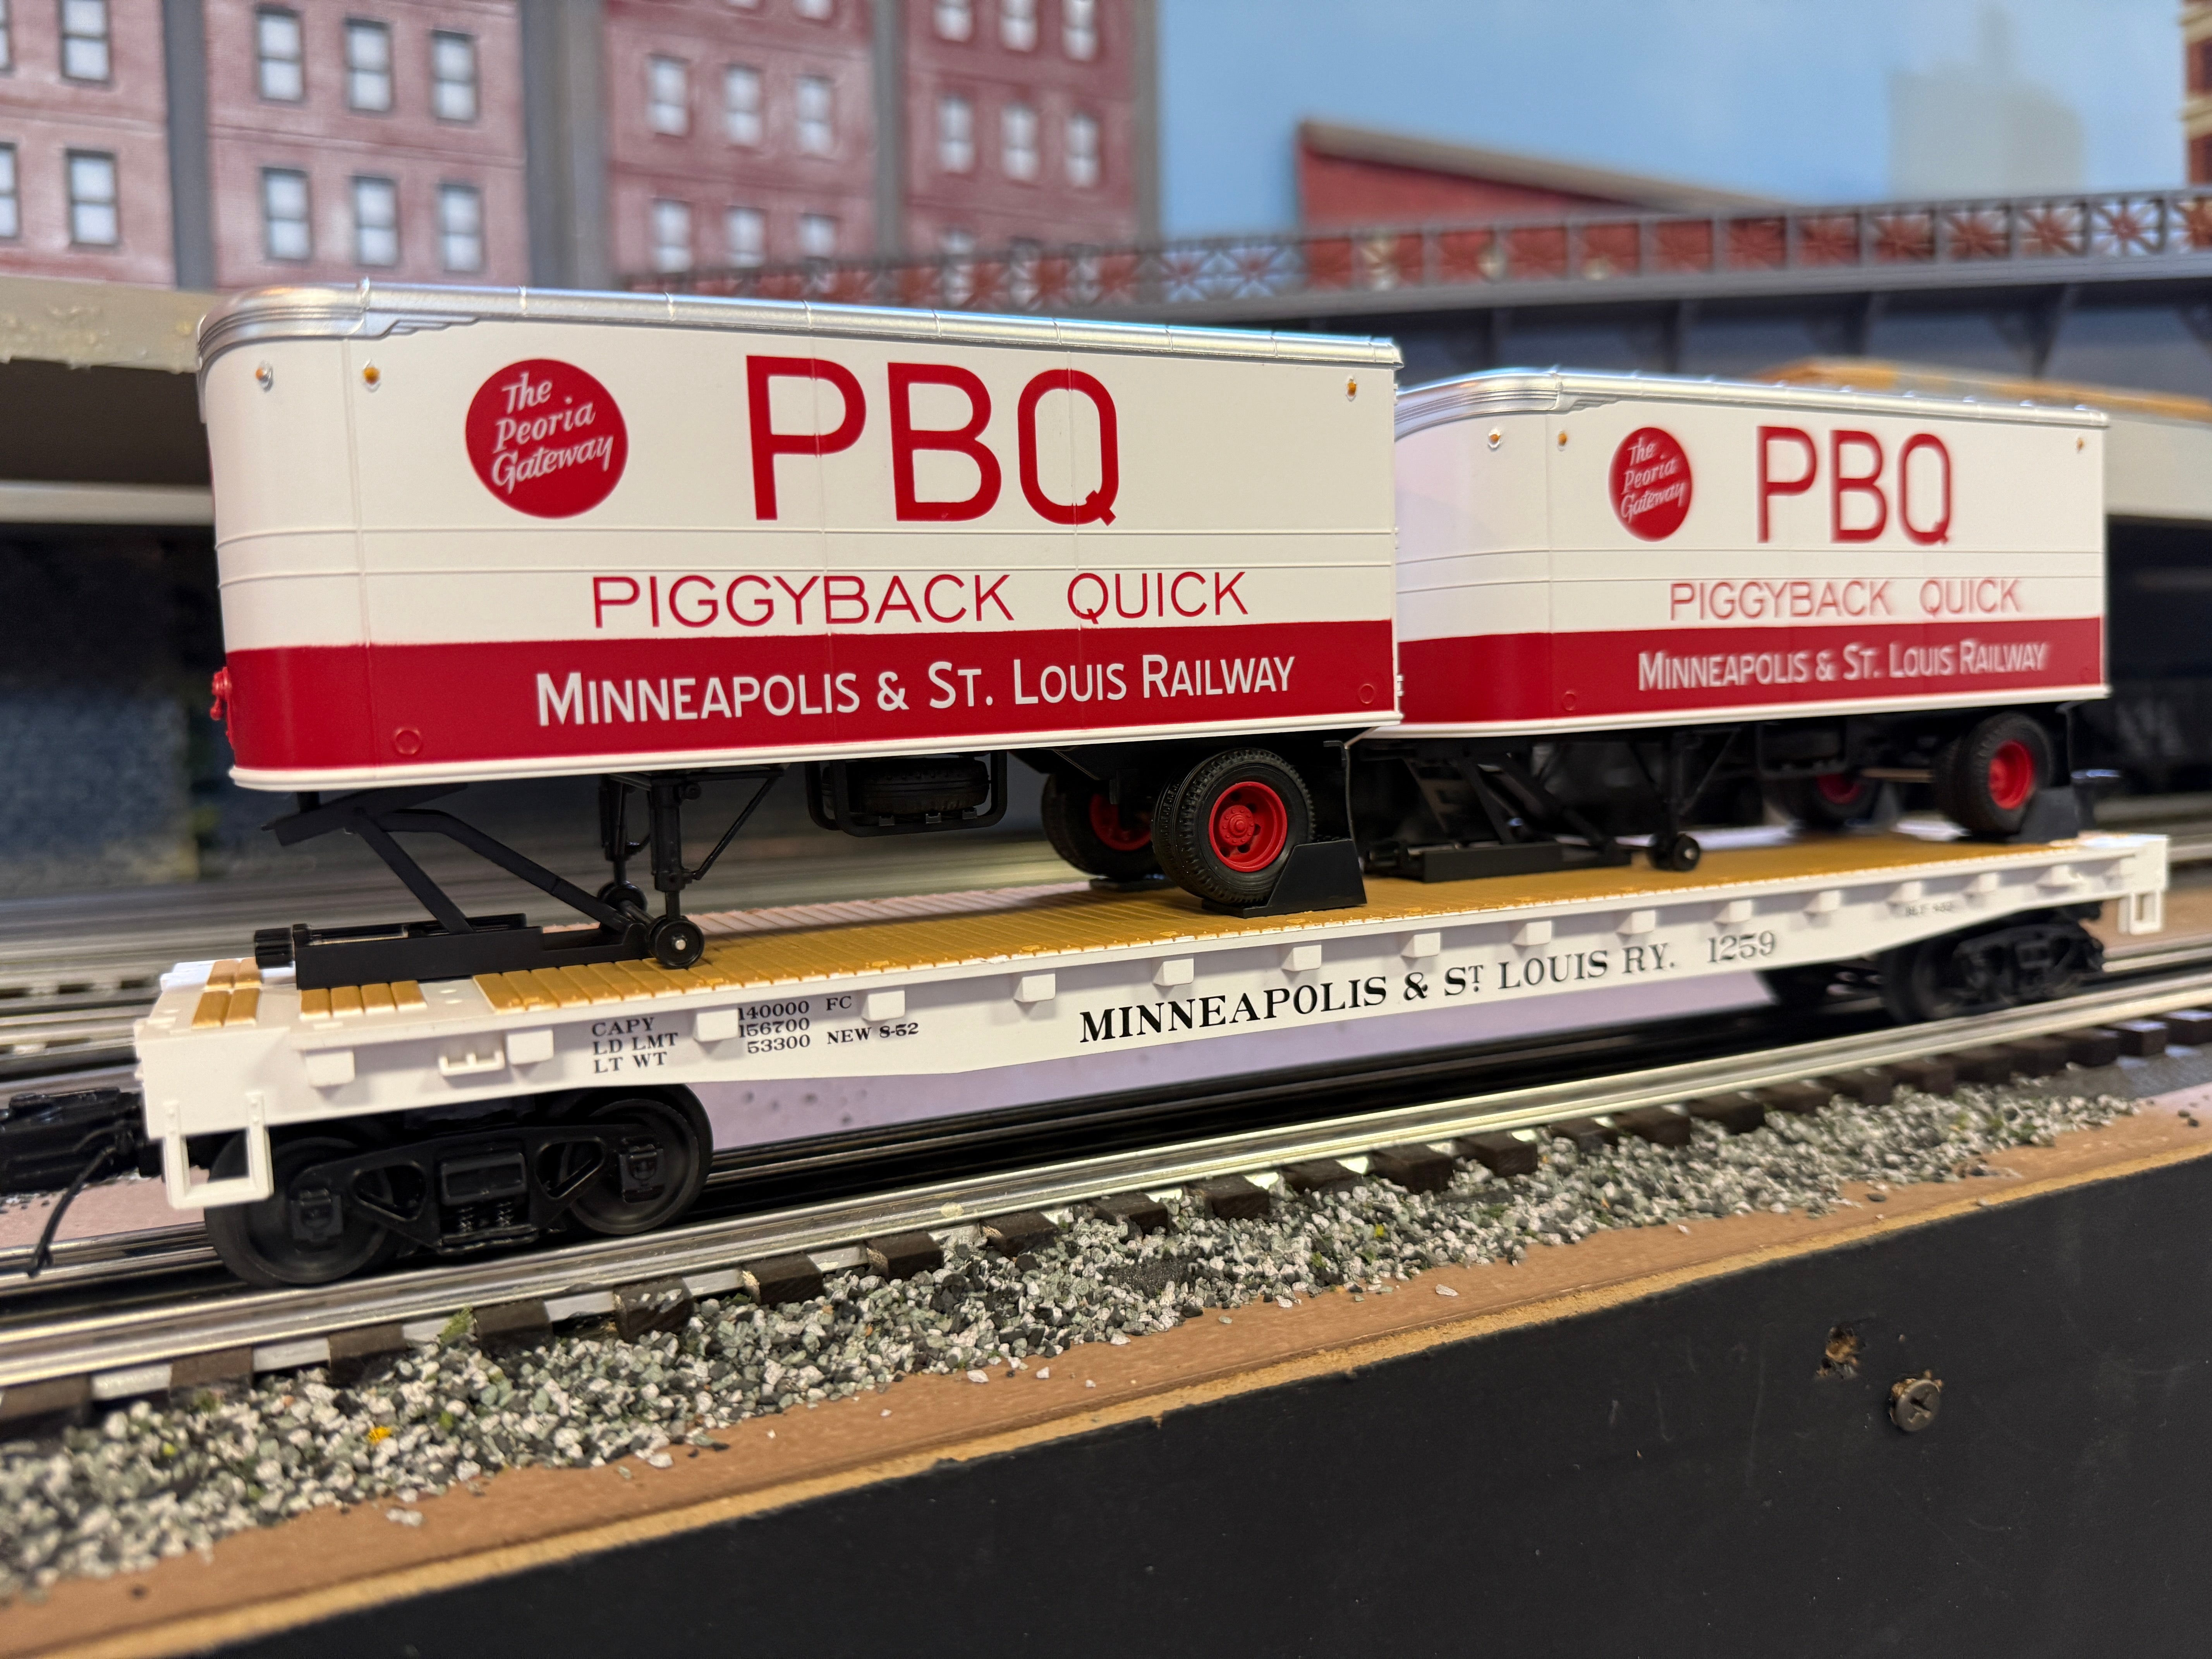 The
Peoria
Gateway
PBQ
PIGGYBACK QUICK
MINNEAPOLIS & ST. LOUIS RAILWAY
The
Peoria
Gateway
PBQ
PIGGYBACK QUICK
MINNEAPOLIS & ST. LOUIS RAILWAY
CAPY 140000 FC
LD LMT 156700
LT WT 53300 NEW 8-52
MINNEAPOLIS & ST. LOUIS RY. 1259